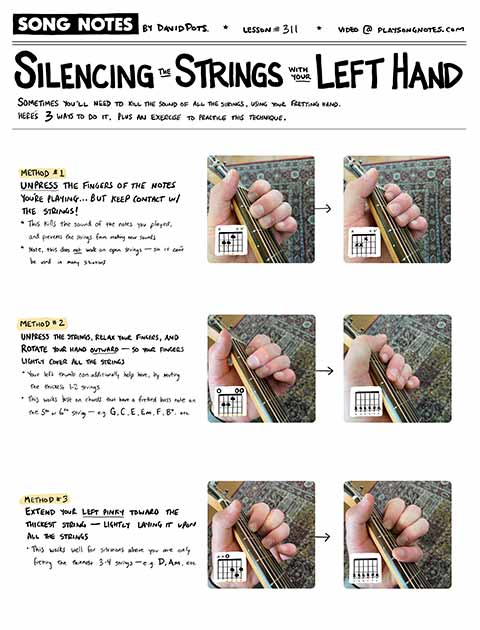 SONG NOTES BY DAVID POTS. * LESSON # 311 * VIDEO @ PLAYSONGNOTES.COM
SILENCING THE STRINGS WITH YOUR LEFT HAND
SOMETIMES YOU'LL NEED TO KILL THE SOUND OF ALL THE STRINGS, USING YOUR FRETTING HAND.
HERE'S 3 WAYS TO DO IT, PLUS AN EXERCISE TO PRACTICE THIS TECHNIQUE.
METHOD #1
UNPRESS THE FINGERS OF THE NOTES
YOU'RE PLAYING... BUT KEEP CONTACT W/
THE STRINGS!
* This kills the sound of the notes you played,
and prevents the strings from making new sounds
* Note, this does not work on open strings — so it can't
be used in many situations
METHOD #2
UNPRESS THE STRINGS, RELAX YOUR FINGERS, AND
ROTATE YOUR HAND OUTWARD — SO YOUR FINGERS
LIGHTLY COVER ALL THE STRINGS
* Your left thumb can additionally help here, by muting
the thickest 1-2 strings
* This works best on chords that have a fretted bass note on
the 5th or 6th string — e.g. G, C, E, Em, F, B°, etc.
METHOD #3
EXTEND YOUR LEFT PINKY TOWARD THE
THICKEST STRING — LIGHTLY LAYING IT UPON
ALL THE STRINGS
* This works well for situations where you are only
fretting the thinnest 3-4 strings — e.g. D, Am, etc.